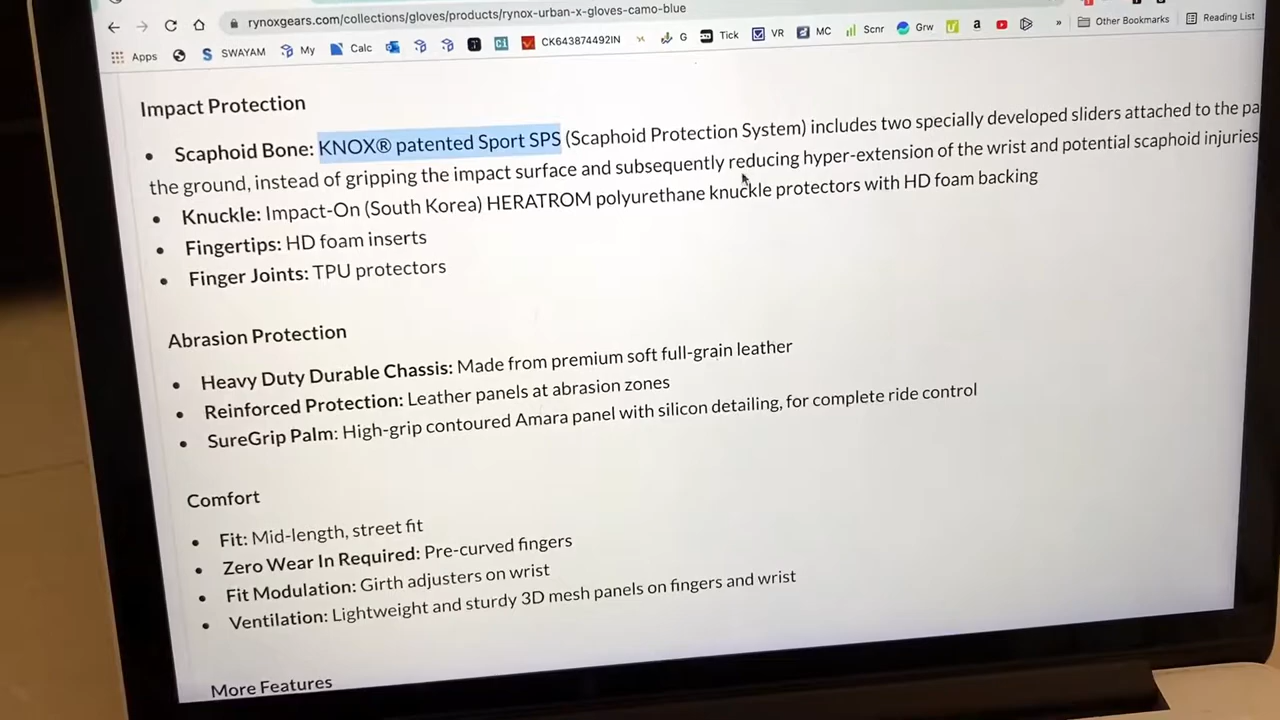 rynoxgears.com/collections/gloves/products/rynox-urban-x-gloves-camo-blue
Apps SWAYAM My Calc CK643874492IN G Tick VR MC Scnr Grw » Other Bookmarks Reading List
Impact Protection
• Scaphoid Bone: KNOX® patented Sport SPS (Scaphoid Protection System) includes two specially developed sliders attached to the pa
the ground, instead of gripping the impact surface and subsequently reducing hyper-extension of the wrist and potential scaphoid injuries
• Knuckle: Impact-On (South Korea) HERATROM polyurethane knuckle protectors with HD foam backing
• Fingertips: HD foam inserts
• Finger Joints: TPU protectors
Abrasion Protection
• Heavy Duty Durable Chassis: Made from premium soft full-grain leather
• Reinforced Protection: Leather panels at abrasion zones
• SureGrip Palm: High-grip contoured Amara panel with silicon detailing, for complete ride control
Comfort
• Fit: Mid-length, street fit
• Zero Wear In Required: Pre-curved fingers
• Fit Modulation: Girth adjusters on wrist
• Ventilation: Lightweight and sturdy 3D mesh panels on fingers and wrist
More Features